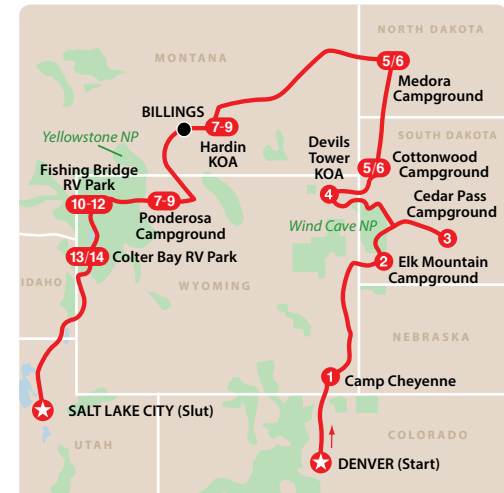 NORTH DAKOTA
MONTANA
5/6
Medora
Campground
BILLINGS
7-9
Hardin
KOA
SOUTH DAKOTA
Yellowstone NP
Devils
Tower
KOA
5/6
Cottonwood
Campground
Fishing Bridge
RV Park
10-12
7-9
Ponderosa
Campground
4
Cedar Pass
Campground
Wind Cave NP
3
13/14
Colter Bay RV Park
2
Elk Mountain
Campground
IDAHO
WYOMING
NEBRASKA
1
Camp Cheyenne
SALT LAKE CITY (Slut)
UTAH
COLORADO
DENVER (Start)